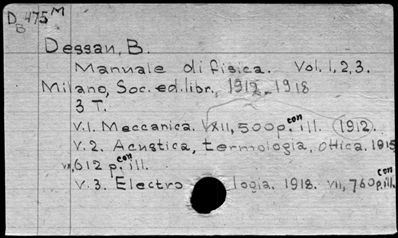 D 475 M
B
Dessau, B.
Manuale di fisica. Vol. 1, 2, 3.
Milano, Soc. ed. libr., 1912-1918
3 T.
V.1. Meccanica. VXII, 500 p. con ill. (1912)
V.2. Acustica, termologia, ottica. 1915
VII, 612 p. con ill.
V.3. Electro logia. 1918. VII, 760 p. con ill.